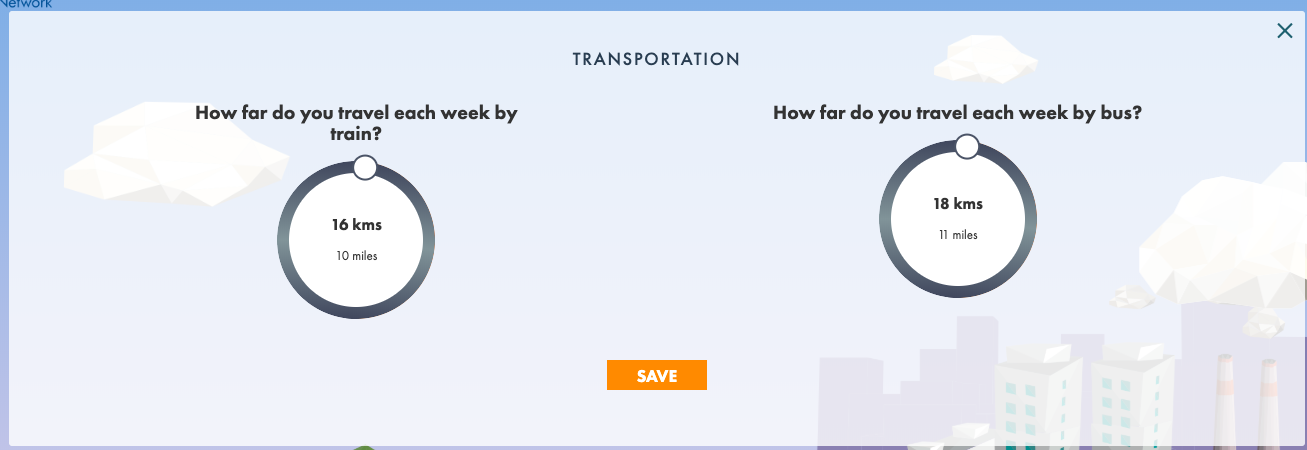 Network
TRANSPORTATION
How far do you travel each week by
train?
16 kms
10 miles
How far do you travel each week by bus?
18 kms
11 miles
SAVE